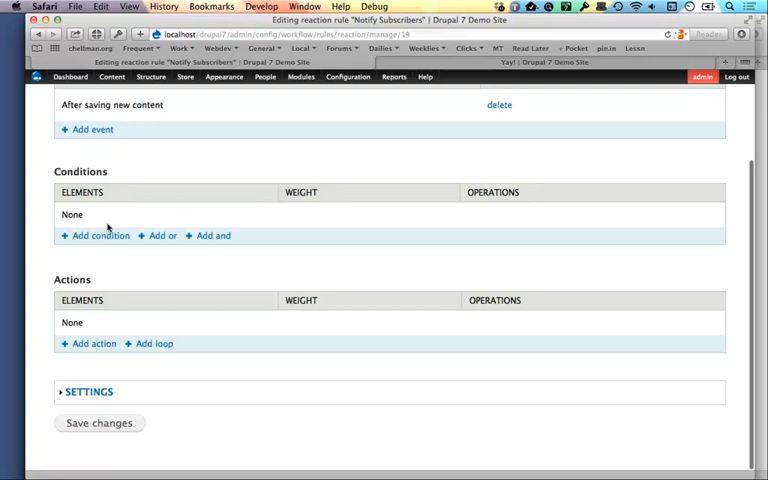 Safari File Edit View History Bookmarks Develop Window Help Debug
Editing reaction rule "Notify Subscribers" | Drupal 7 Demo Site
localhost/drupal7/admin/config/workflow/rules/reaction/manage/19
Reader
chellman.org Frequent Work Webdev General Local Forums Dailies Weeklies Clicks MT Read Later + Pocket pin.in Lessn
Editing reaction rule "Notify Subscribers" | Drupal 7 Demo Site Yay! | Drupal 7 Demo Site
Dashboard Content Structure Store Appearance People Modules Configuration Reports Help admin Log out
After saving new content delete
+ Add event
Conditions
ELEMENTS WEIGHT OPERATIONS
None
+ Add condition + Add or + Add and
Actions
ELEMENTS WEIGHT OPERATIONS
None
+ Add action + Add loop
SETTINGS
Save changes